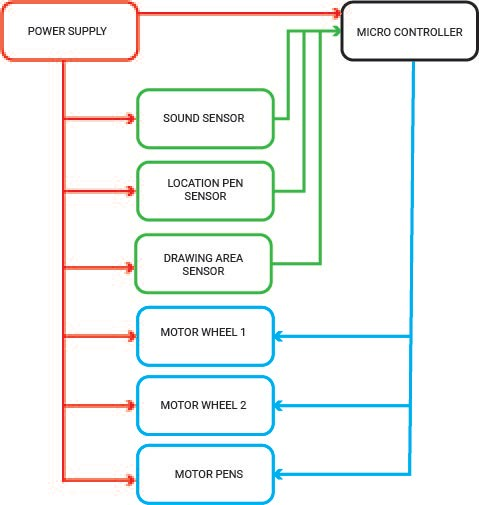 POWER SUPPLY
MICRO CONTROLLER
SOUND SENSOR
LOCATION PEN
SENSOR
DRAWING AREA
SENSOR
MOTOR WHEEL 1
MOTOR WHEEL 2
MOTOR PENS